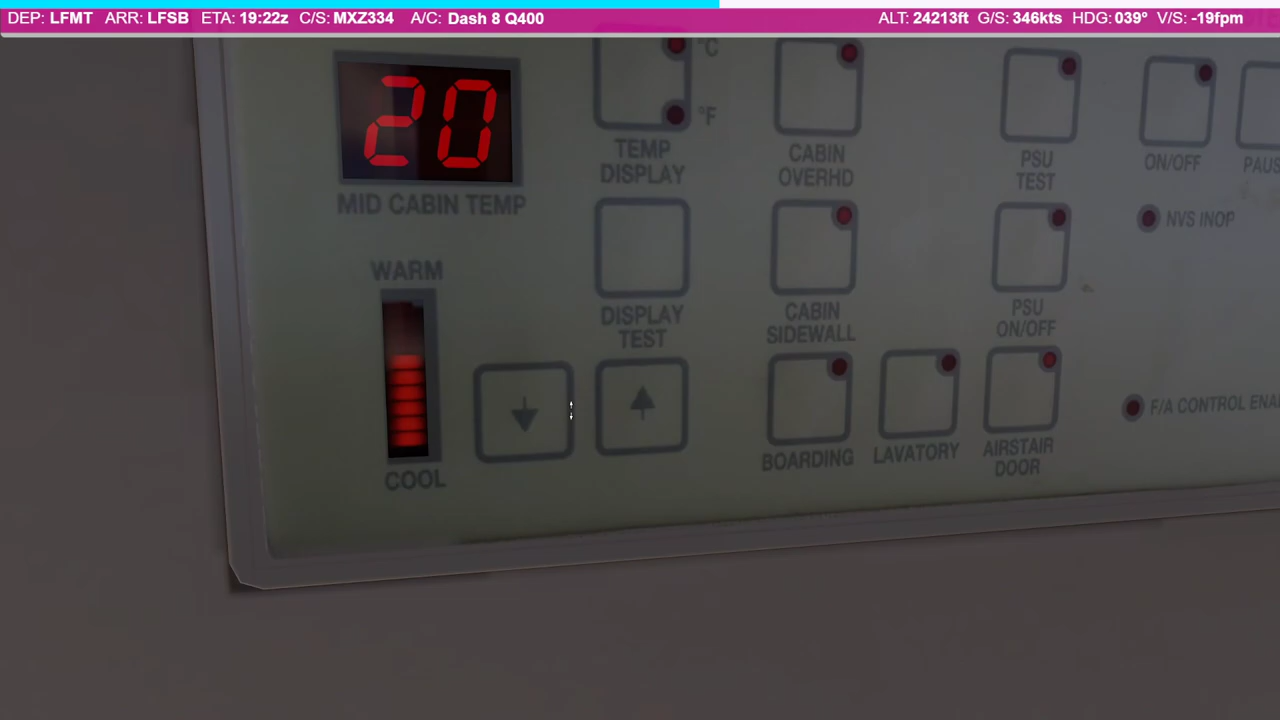 DEP: LFMT ARR: LFSB ETA: 19:22z C/S: MXZ334 A/C: Dash 8 Q400 ALT: 24213ft G/S: 346kts HDG: 039° V/S: -19fpm
20
MID CABIN TEMP
WARM
COOL
°C
°F
TEMP
DISPLAY
DISPLAY
TEST
CABIN
OVERHD
CABIN
SIDEWALL
BOARDING
LAVATORY
AIRSTAIR
DOOR
PSU
TEST
PSU
ON/OFF
ON/OFF
NVS INOP
F/A CONTROL